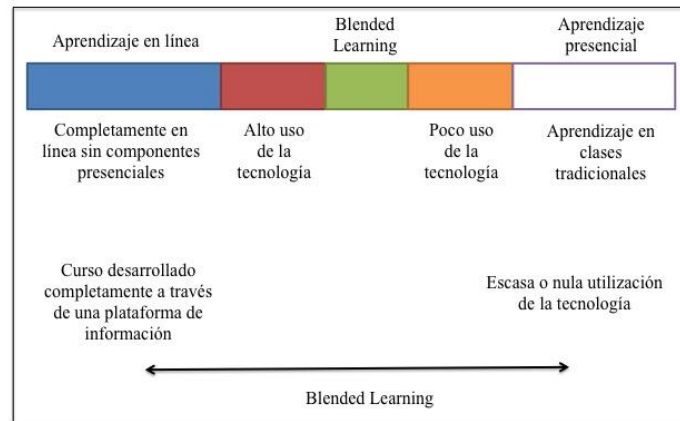 Aprendizaje en línea
Blended
Learning
Aprendizaje
presencial
Completamente en
línea sin componentes
presenciales
Alto uso
de la
tecnología
Poco uso
de la
tecnología
Aprendizaje en
clases
tradicionales
Curso desarrollado
completamente a través
de una plataforma de
información
Escasa o nula utilización
de la tecnología
Blended Learning